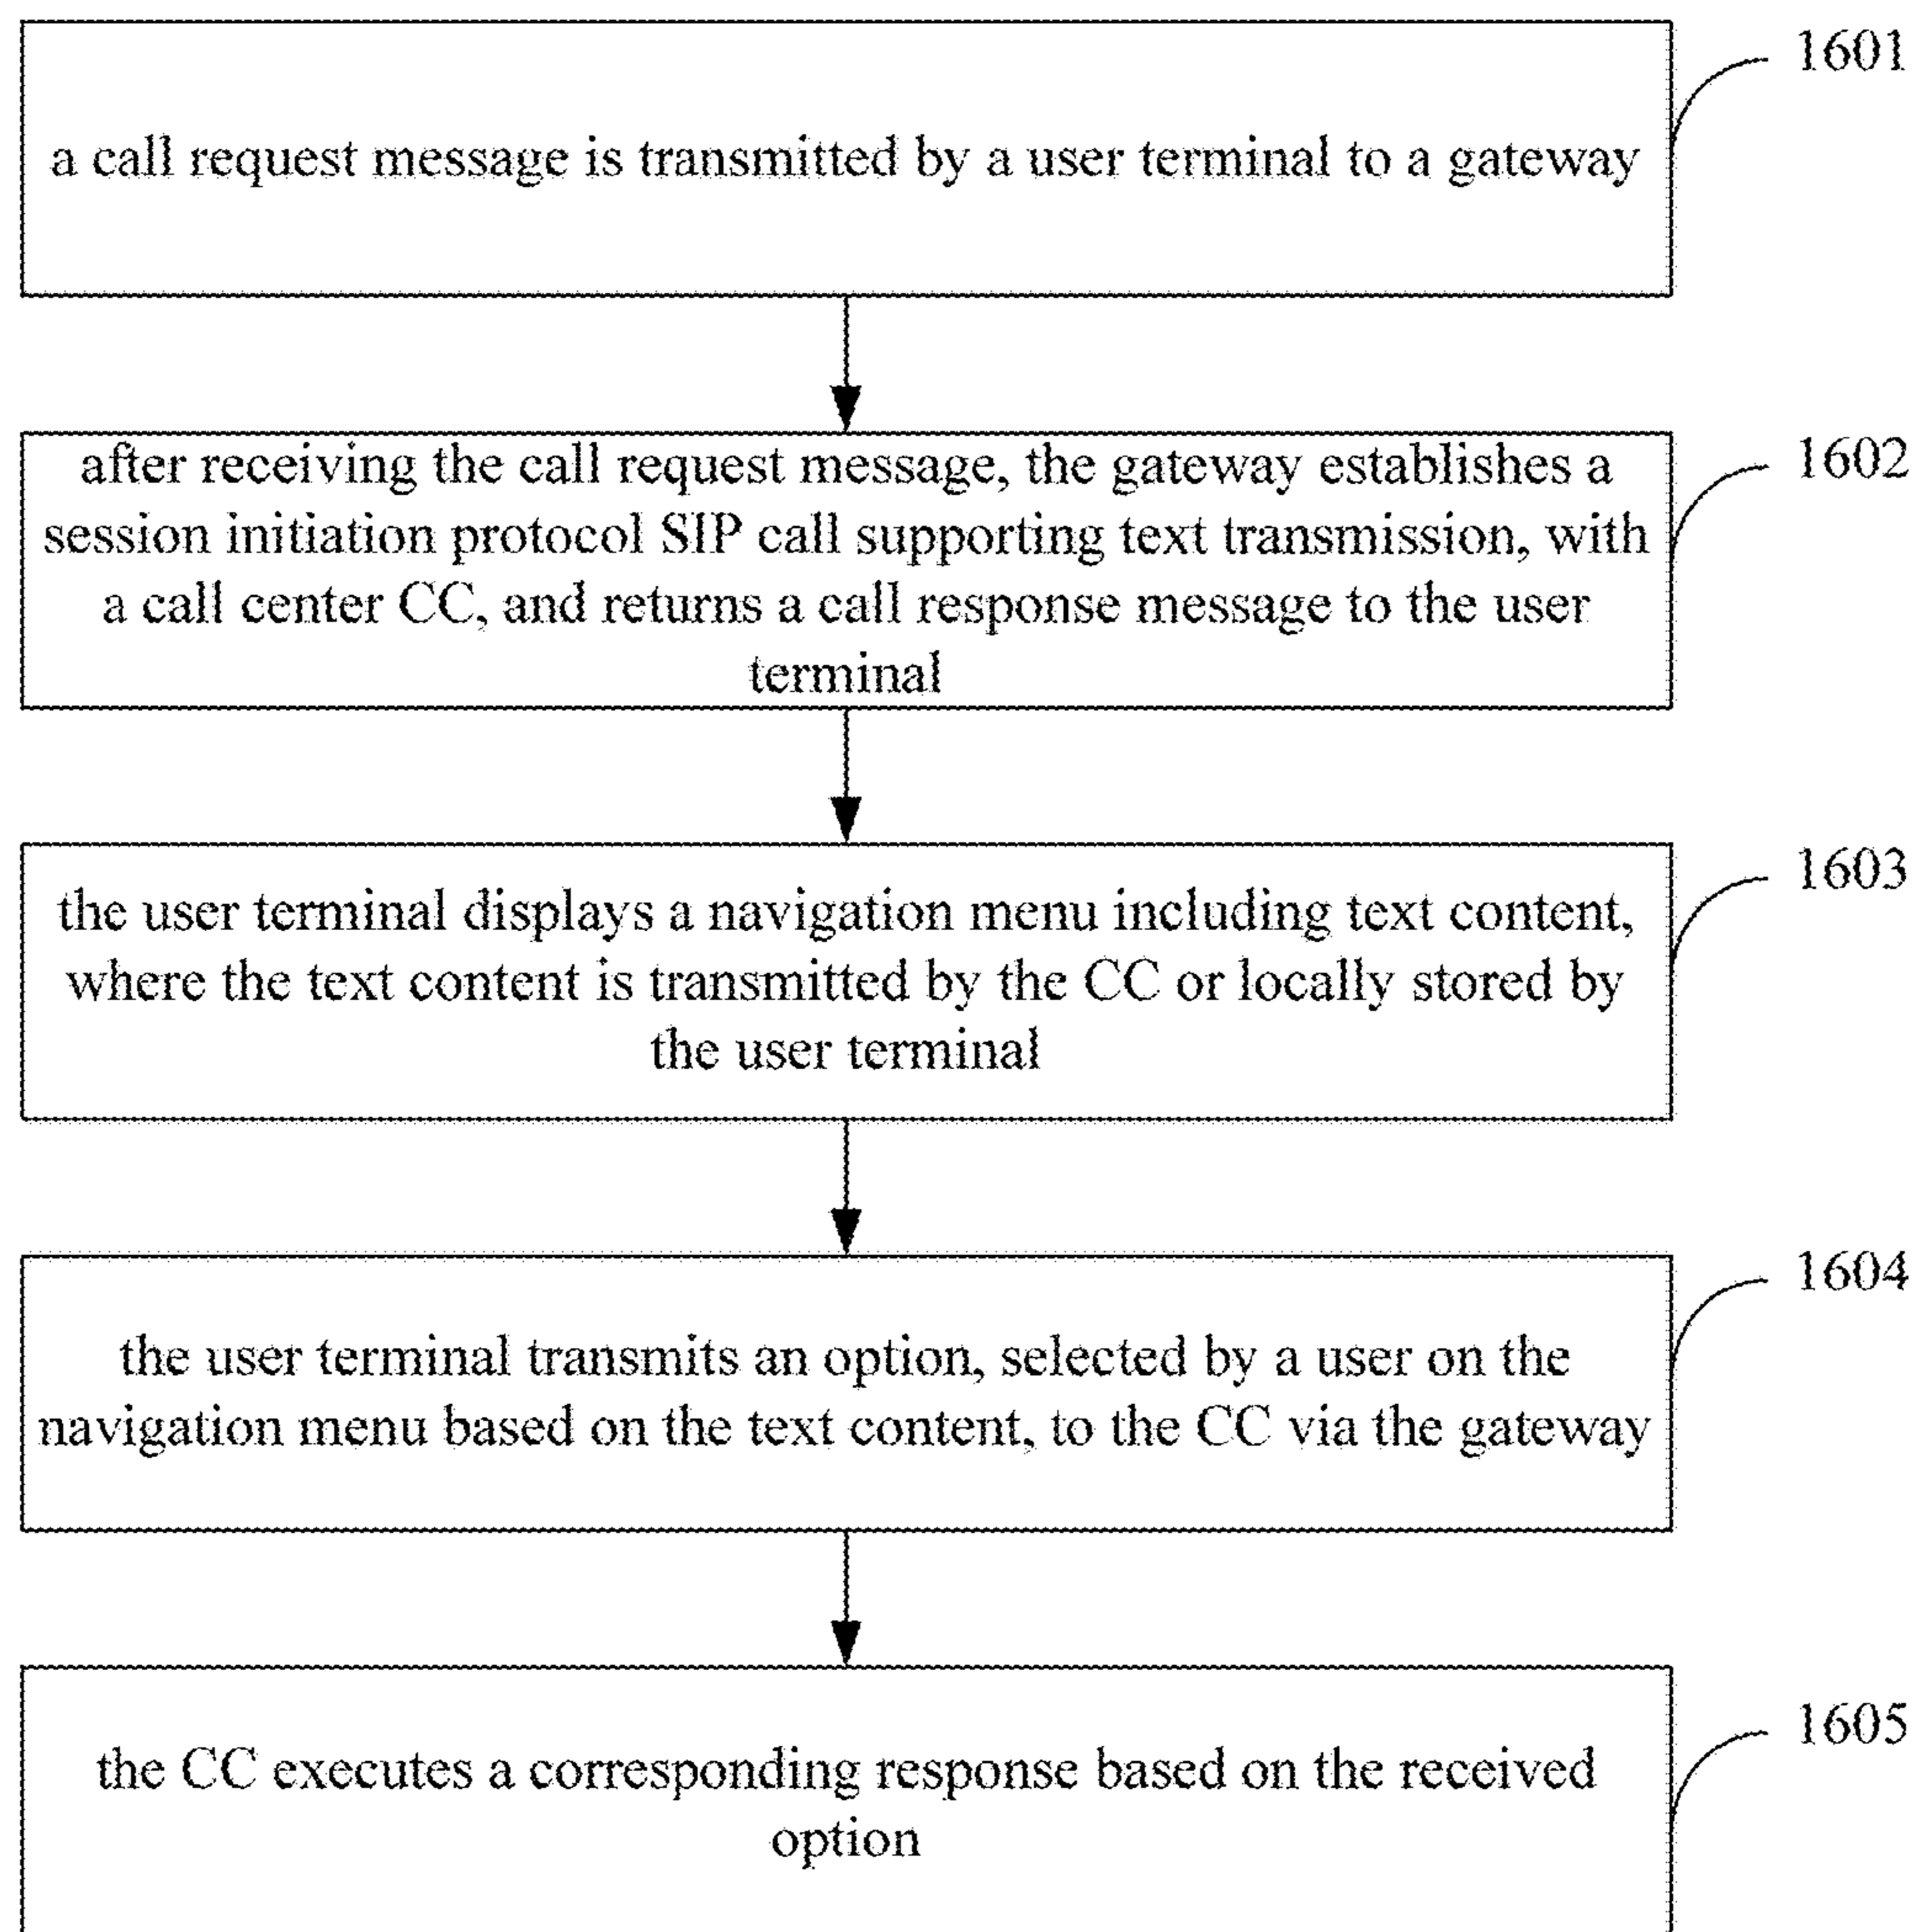 1601
a call request message is transmitted by a user terminal to a gateway
1602
after receiving the call request message, the gateway establishes a
session initiation protocol SIP call supporting text transmission, with
a call center CC, and returns a call response message to the user
terminal
1603
the user terminal displays a navigation menu including text content,
where the text content is transmitted by the CC or locally stored by
the user terminal
1604
the user terminal transmits an option, selected by a user on the
navigation menu based on the text content, to the CC via the gateway
1605
the CC executes a corresponding response based on the received
option